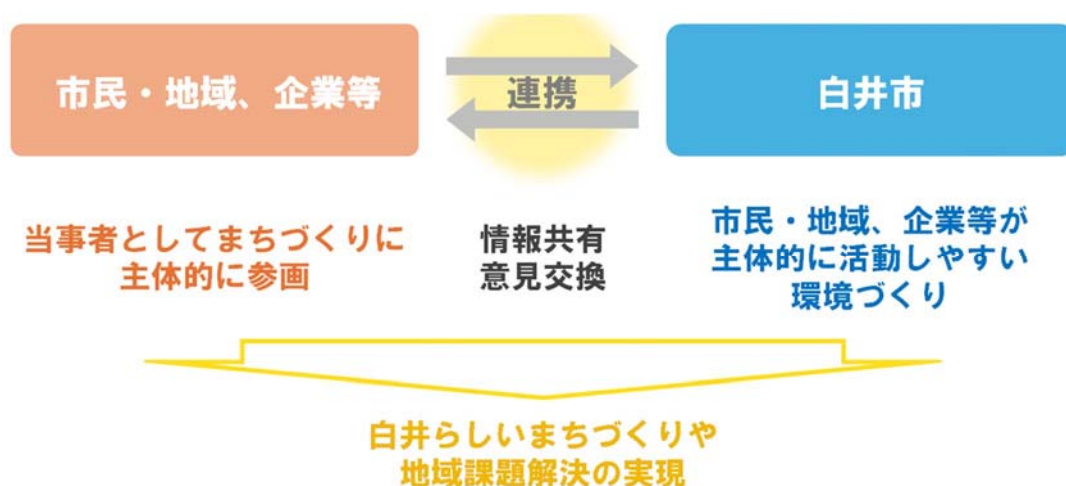 市民・地域、企業等
連携
白井市
当事者としてまちづくりに
主体的に参画
情報共有
意見交換
市民・地域、企業等が
主体的に活動しやすい
環境づくり
白井らしいまちづくりや
地域課題解決の実現